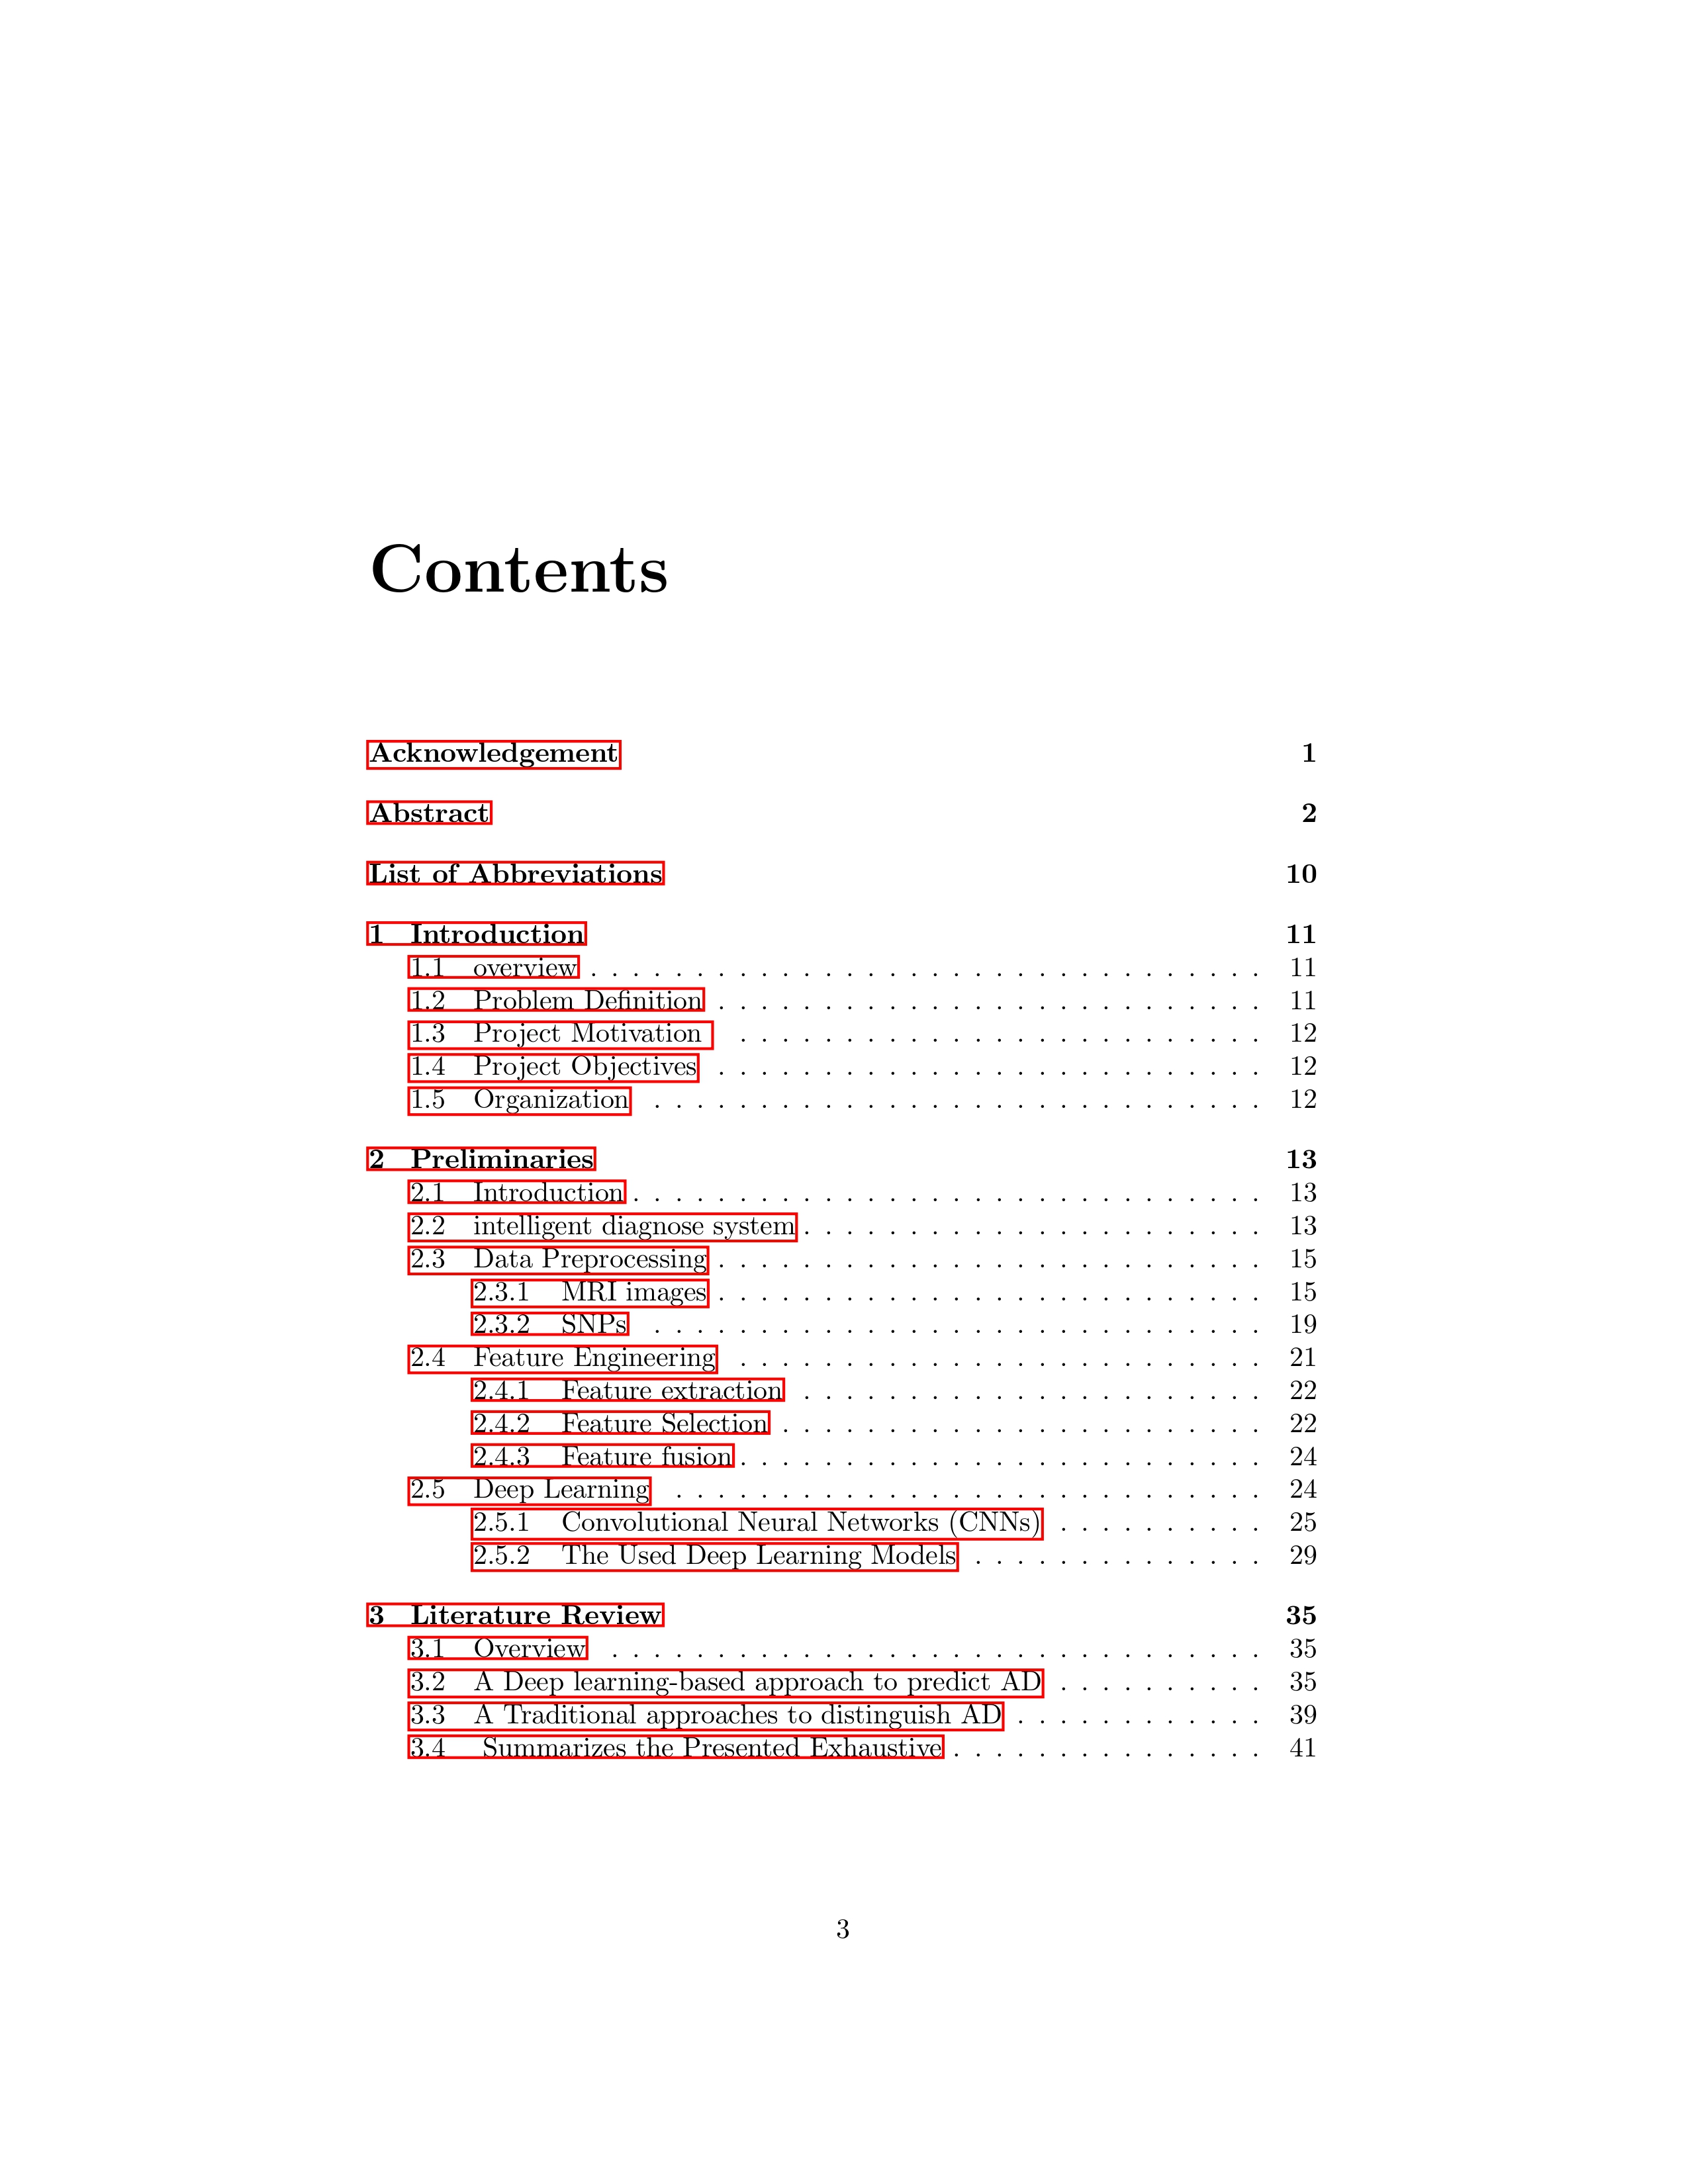 Contents
Acknowledgement 1
Abstract 2
List of Abbreviations 10
1 Introduction 11
1.1 overview . . . . . . . . . . . . . . . . . . . . . . . . . . . . . . . . 11
1.2 Problem Definition . . . . . . . . . . . . . . . . . . . . . . . . . . 11
1.3 Project Motivation . . . . . . . . . . . . . . . . . . . . . . . . . 12
1.4 Project Objectives . . . . . . . . . . . . . . . . . . . . . . . . . . 12
1.5 Organization . . . . . . . . . . . . . . . . . . . . . . . . . . . . . 12
2 Preliminaries 13
2.1 Introduction . . . . . . . . . . . . . . . . . . . . . . . . . . . . . . 13
2.2 intelligent diagnose system . . . . . . . . . . . . . . . . . . . . . . 13
2.3 Data Preprocessing . . . . . . . . . . . . . . . . . . . . . . . . . . 15
2.3.1 MRI images . . . . . . . . . . . . . . . . . . . . . . . . . . 15
2.3.2 SNPs . . . . . . . . . . . . . . . . . . . . . . . . . . . . . 19
2.4 Feature Engineering . . . . . . . . . . . . . . . . . . . . . . . . . 21
2.4.1 Feature extraction . . . . . . . . . . . . . . . . . . . . . . 22
2.4.2 Feature Selection . . . . . . . . . . . . . . . . . . . . . . . 22
2.4.3 Feature fusion . . . . . . . . . . . . . . . . . . . . . . . . . 24
2.5 Deep Learning . . . . . . . . . . . . . . . . . . . . . . . . . . . . 24
2.5.1 Convolutional Neural Networks (CNNs) . . . . . . . . . . 25
2.5.2 The Used Deep Learning Models . . . . . . . . . . . . . . 29
3 Literature Review 35
3.1 Overview . . . . . . . . . . . . . . . . . . . . . . . . . . . . . . . 35
3.2 A Deep learning-based approach to predict AD . . . . . . . . . . 35
3.3 A Traditional approaches to distinguish AD . . . . . . . . . . . . 39
3.4 Summarizes the Presented Exhaustive . . . . . . . . . . . . . . . 41
3